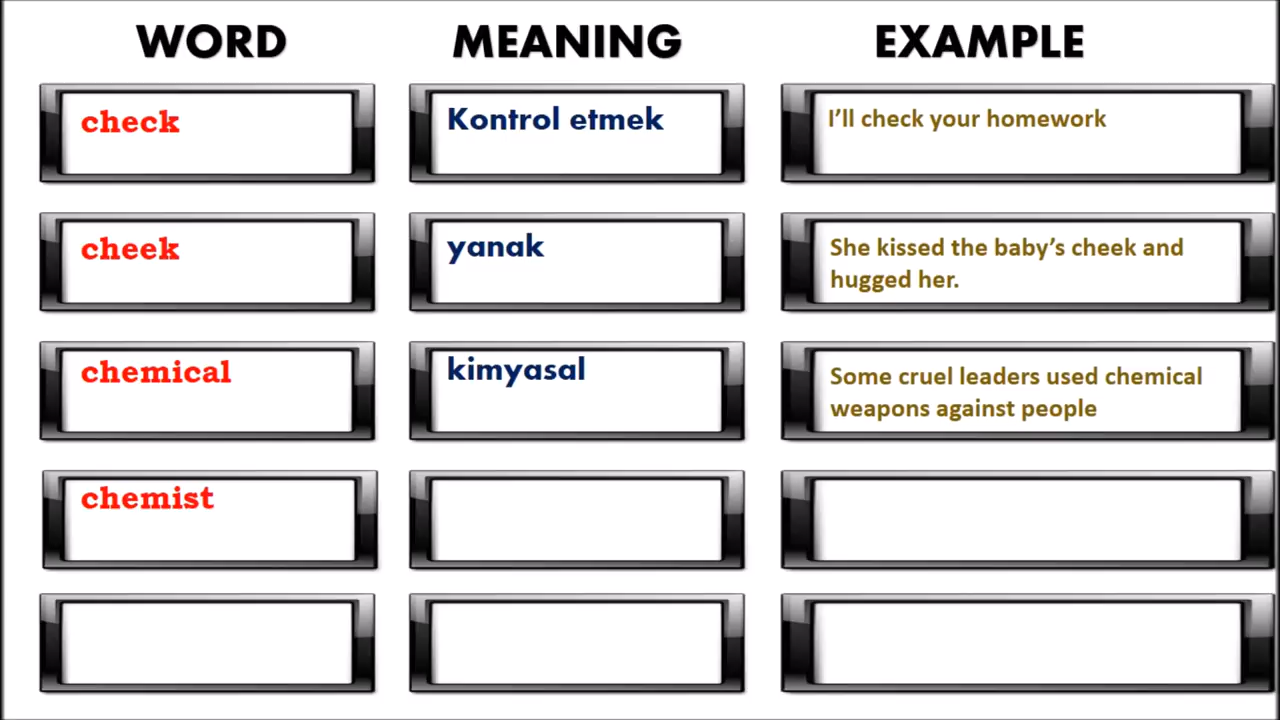 WORD MEANING EXAMPLE
check Kontrol etmek I’ll check your homework
cheek yanak She kissed the baby’s cheek and
hugged her.
chemical kimyasal Some cruel leaders used chemical
weapons against people
chemist